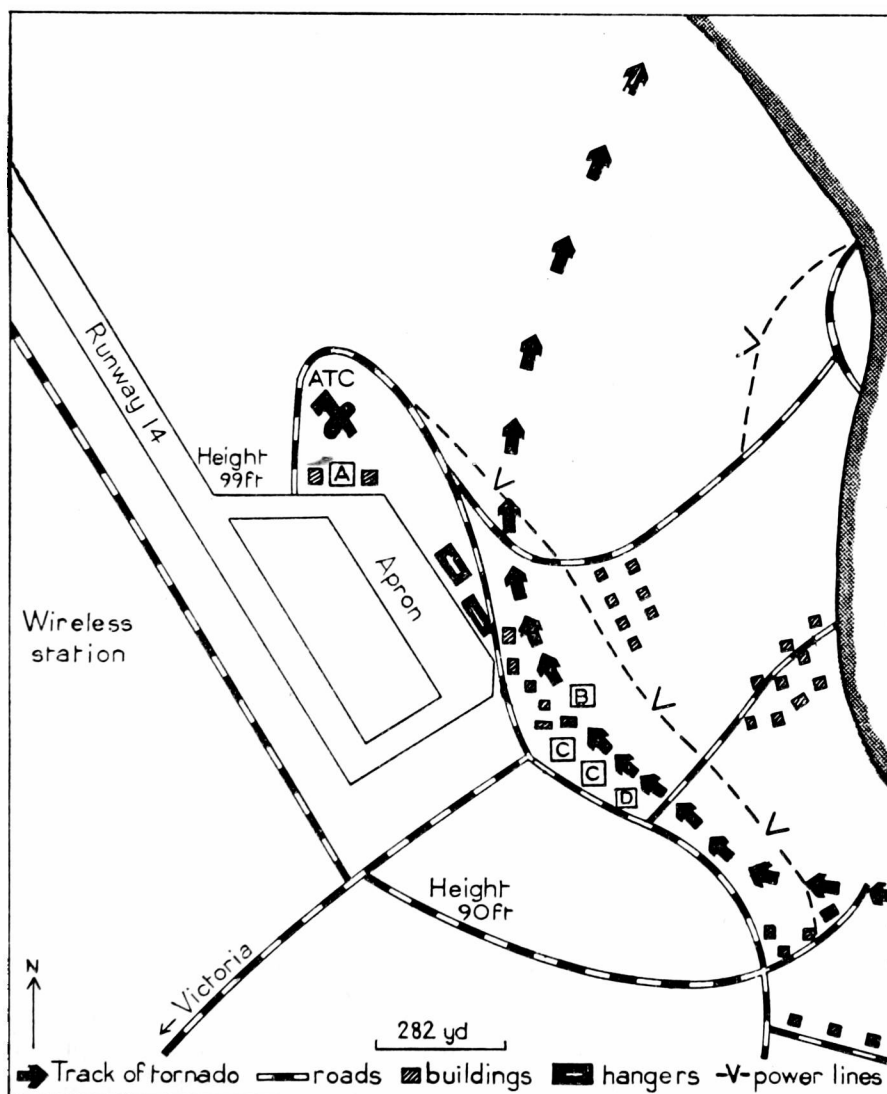 ATC
Runway 14
Height
99ft
A
Apron
Wireless
station
B
C
C
D
Height
90ft
N
Victoria
282 yd
Track of tornado
roads
buildings
hangers
-V-power lines